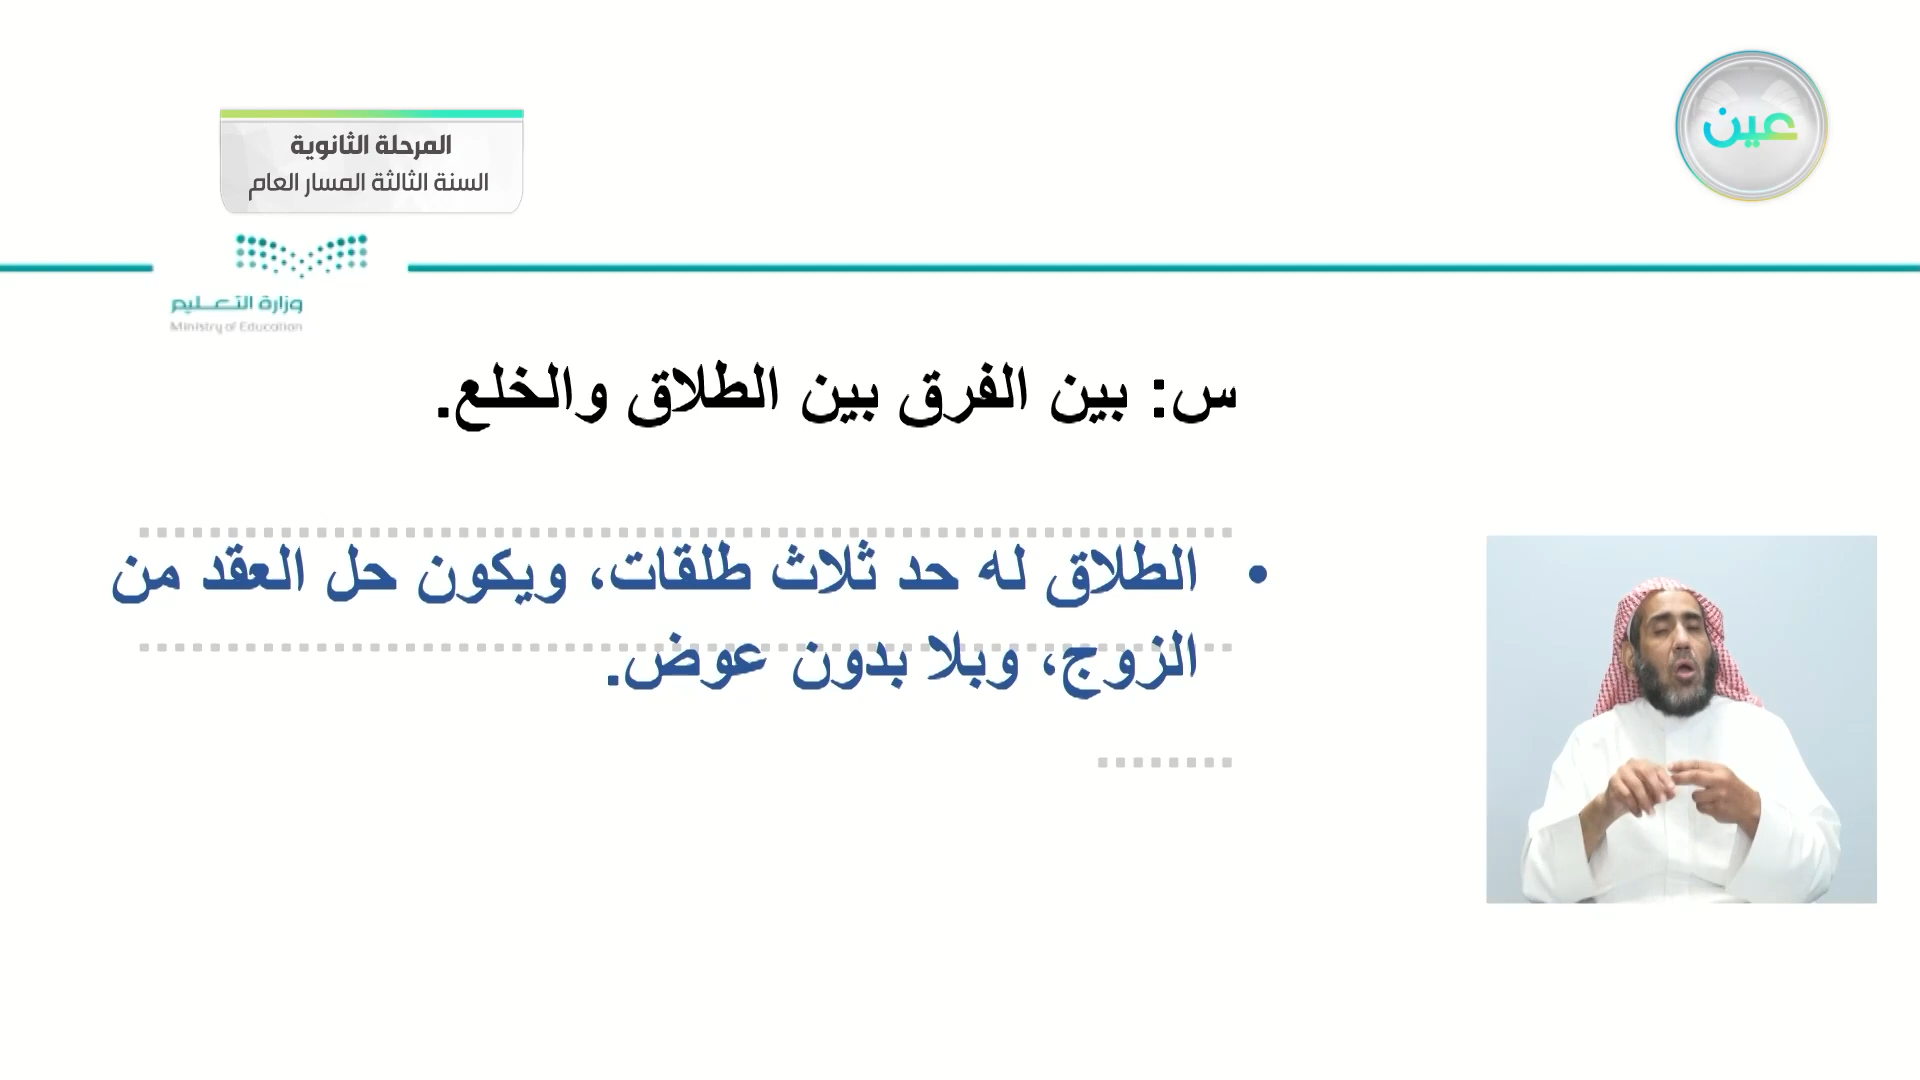 عين
المرحلة الثانوية
السنة الثالثة المسار العام
وزارة التعليم
Ministry of Education
س: بين الفرق بين الطلاق والخلع.
• الطلاق له حد ثلاث طلقات، ويكون حل العقد من
الزوج، وبلا بدون عوض.